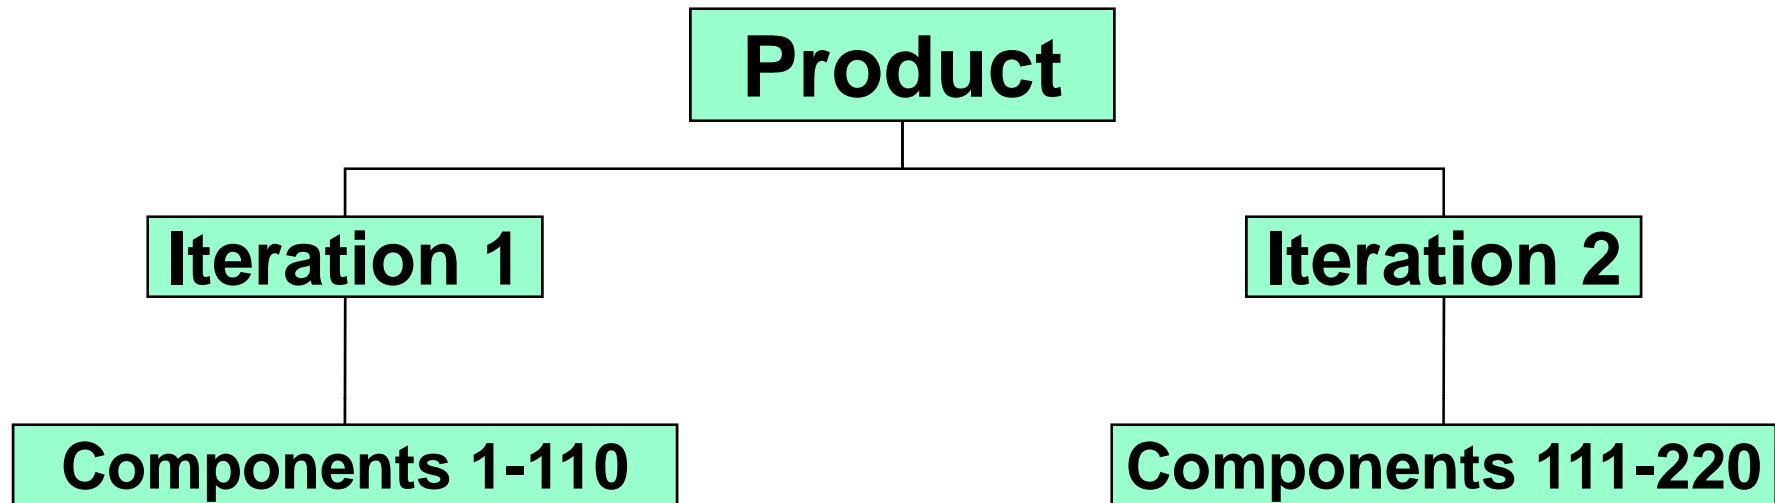 Product
Iteration 1
Iteration 2
Components 1-110
Components 111-220